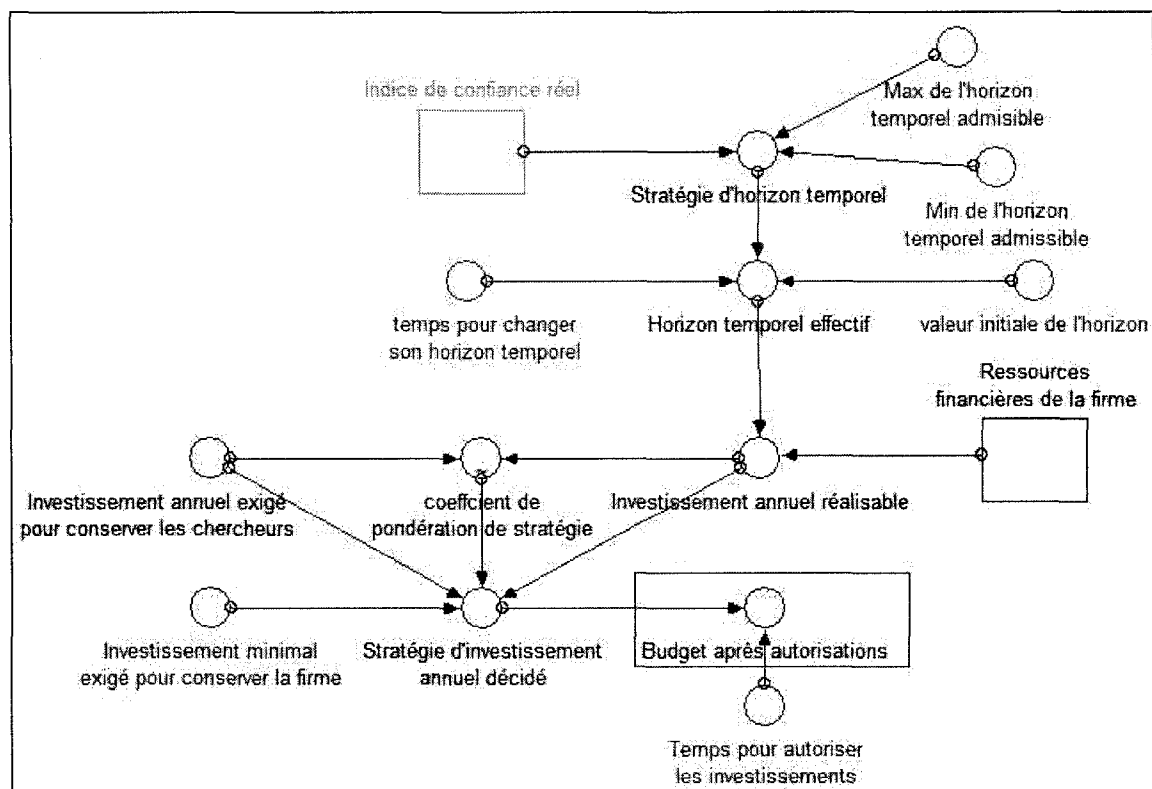 Indice de confiance réel
Max de l'horizon
temporel admisible
Stratégie d'horizon temporel
Min de l'horizon
temporel admissible
temps pour changer
son horizon temporel
Horizon temporel effectif
valeur initiale de l'horizon
Ressources
financières de la firme
Investissement annuel exigé
pour conserver les chercheurs
coeffcient de
pondération de stratégie
Investissement annuel réalisable
Investissement minimal
exigé pour conserver la firme
Stratégie d'investissement
annuel décidé
Budget après autorisations
Temps pour autoriser
les investissements